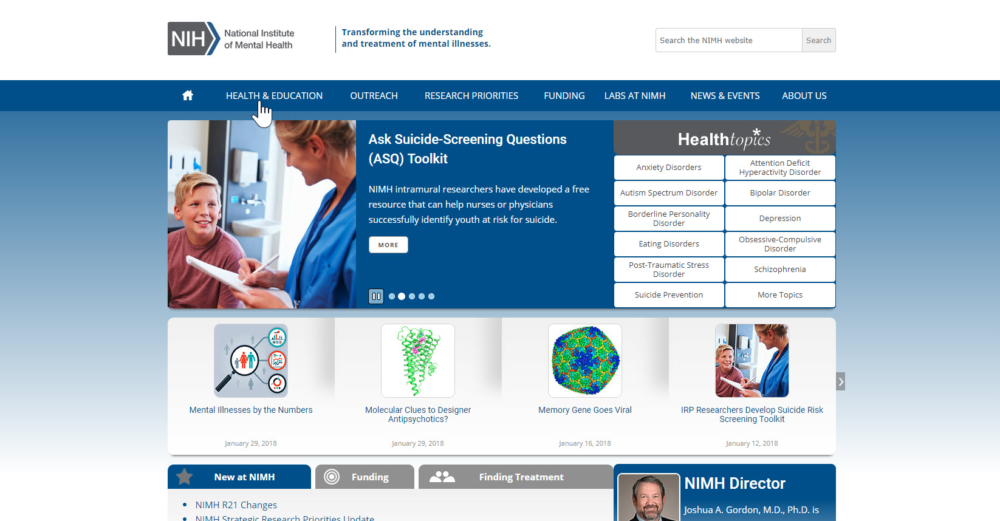 NIH National Institute
of Mental Health
Transforming the understanding
and treatment of mental illnesses.
Search the NIMH website
Search
HEALTH & EDUCATION
OUTREACH
RESEARCH PRIORITIES
FUNDING
LABS AT NIMH
NEWS & EVENTS
ABOUT US
Ask Suicide-Screening Questions
(ASQ) Toolkit
NIMH intramural researchers have developed a free
resource that can help nurses or physicians
successfully identify youth at risk for suicide.
MORE
Healthtopics
Anxiety Disorders
Attention Deficit
Hyperactivity Disorder
Autism Spectrum Disorder
Bipolar Disorder
Borderline Personality
Disorder
Depression
Eating Disorders
Obsessive-Compulsive
Disorder
Post-Traumatic Stress
Disorder
Schizophrenia
Suicide Prevention
More Topics
Mental Illnesses by the Numbers
January 29, 2018
Molecular Clues to Designer
Antipsychotics?
January 29, 2018
Memory Gene Goes Viral
January 16, 2018
IRP Researchers Develop Suicide Risk
Screening Toolkit
January 12, 2018
New at NIMH
Funding
Finding Treatment
NIMH R21 Changes
NIMH Strategic Research Priorities Update
NIMH Director
Joshua A. Gordon, M.D., Ph.D. is